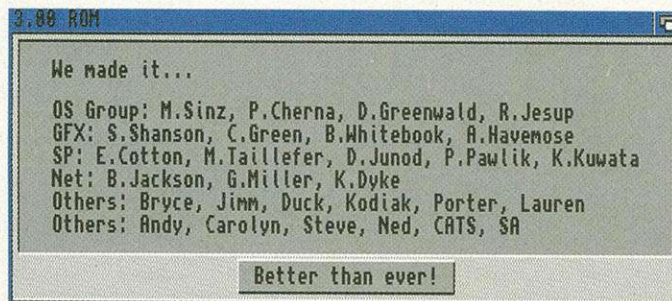 3.00 ROM
We made it...
OS Group: M.Sinz, P.Cherna, D.Greenwald, R.Jesup
GFX: S.Shanson, C.Green, B.Whitebook, A.Havemose
SP: E.Cotton, M.Taillefer, D.Junod, P.Pawlik, K.Kuwata
Net: B.Jackson, G.Miller, K.Dyke
Others: Bryce, Jimm, Duck, Kodiak, Porter, Lauren
Others: Andy, Carolyn, Steve, Ned, CATS, SA
Better than ever!